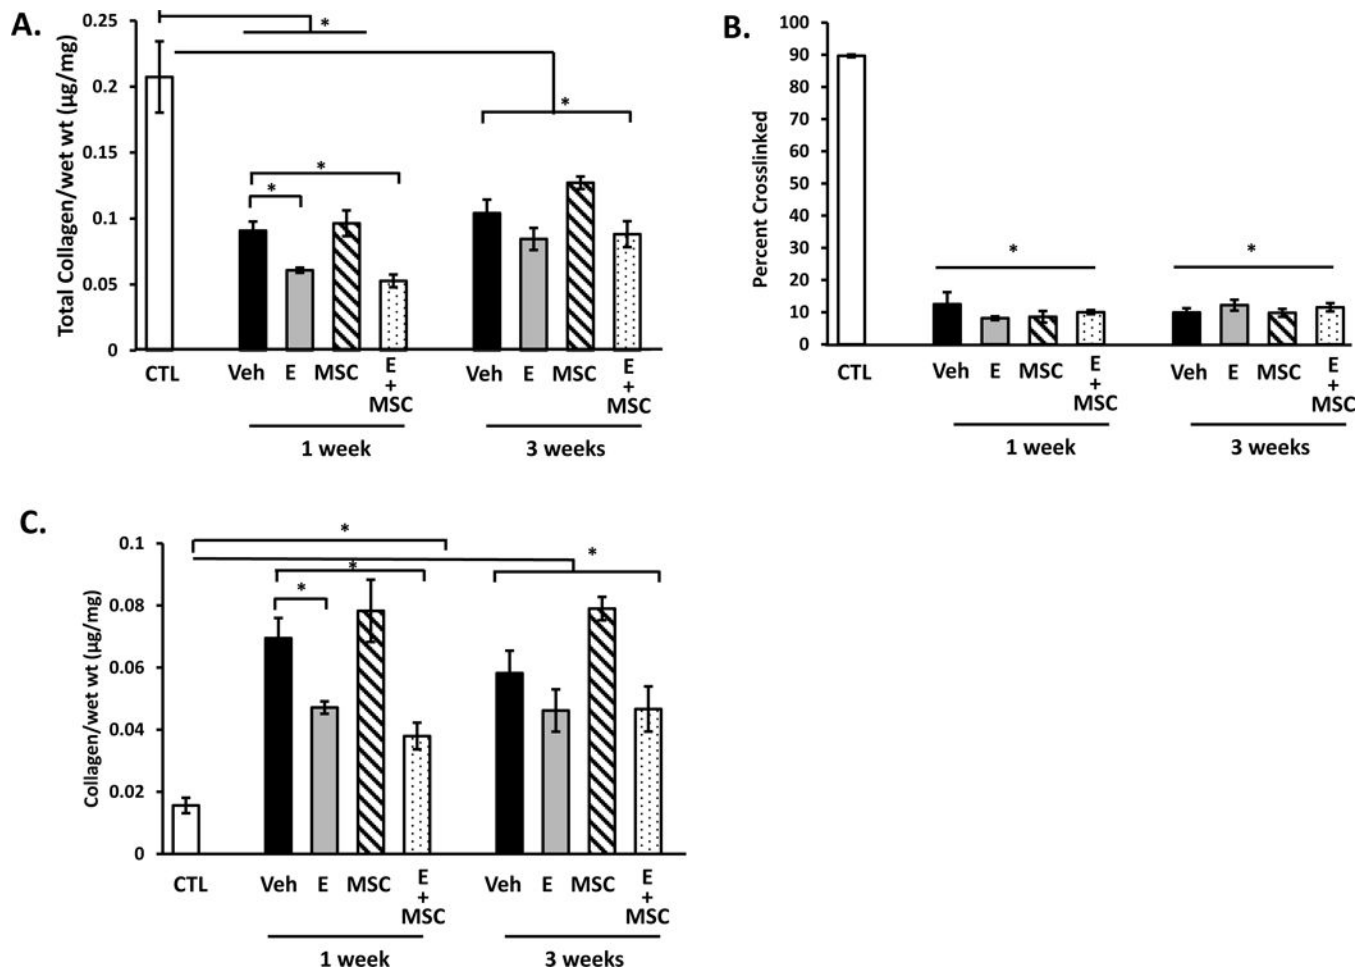 A.
Total Collagen/wet wt (µg/mg)
0.25
0.2
0.15
0.1
0.05
0
*
*
*
*
CTL
Veh E MSC E + MSC
Veh E MSC E + MSC
1 week
3 weeks
B.
Percent Crosslinked
100
90
80
70
60
50
40
30
20
10
0
*
*
CTL
Veh E MSC E + MSC
Veh E MSC E + MSC
1 week
3 weeks
C.
Collagen/wet wt (µg/mg)
0.1
0.08
0.06
0.04
0.02
0
*
*
*
*
CTL
Veh E MSC E + MSC
Veh E MSC E + MSC
1 week
3 weeks